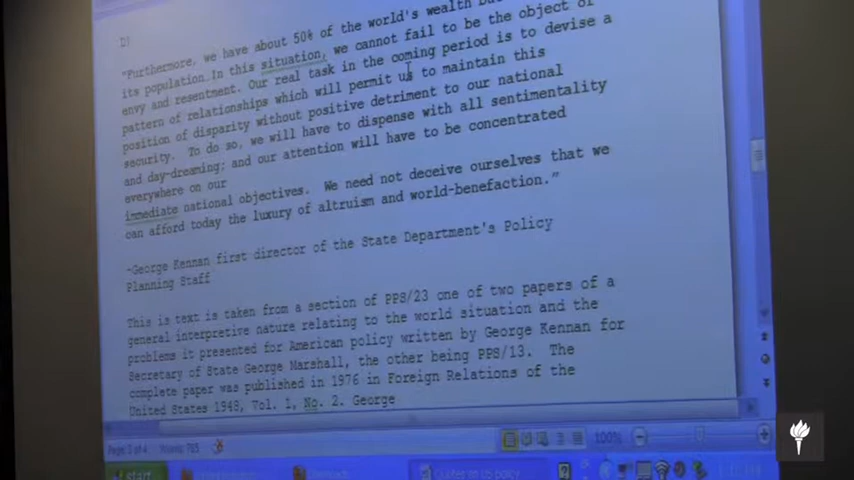 "Furthermore, we have about 50% of the world's wealth but
its population. In this situation, we cannot fail to be the object of
envy and resentment. Our real task in the coming period is to devise a
pattern of relationships which will permit us to maintain this
position of disparity without positive detriment to our national
security. To do so, we will have to dispense with all sentimentality
and day-dreaming; and our attention will have to be concentrated
everywhere on our
immediate national objectives. We need not deceive ourselves that we
can afford today the luxury of altruism and world-benefaction."
-George Kennan first director of the State Department's Policy
Planning Staff
This is text is taken from a section of PPS/23 one of two papers of a
general interpretive nature relating to the world situation and the
problems it presented for American policy written by George Kennan for
Secretary of State George Marshall, the other being PPS/13. The
complete paper was published in 1976 in Foreign Relations of the
United States 1948, Vol. 1, No. 2. George
Page 3 of 4 Words: 765 100%
start